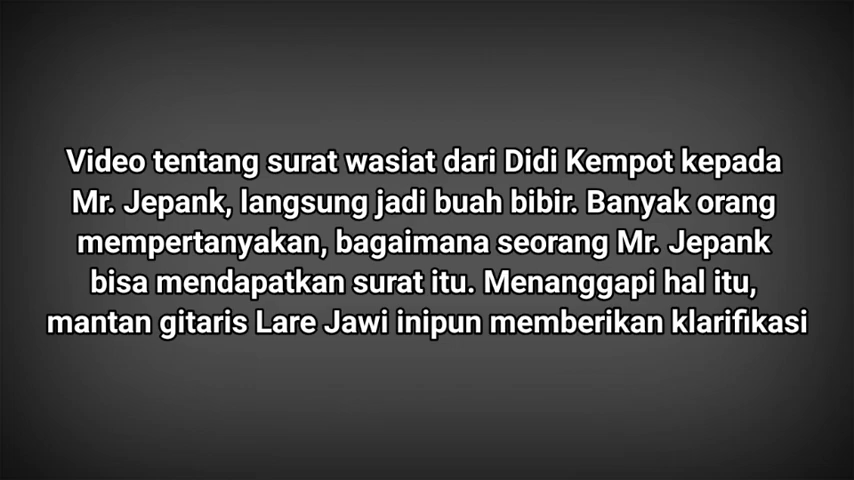 Video tentang surat wasiat dari Didi Kempot kepada
Mr. Jepank, langsung jadi buah bibir. Banyak orang
mempertanyakan, bagaimana seorang Mr. Jepank
bisa mendapatkan surat itu. Menanggapi hal itu,
mantan gitaris Lare Jawi inipun memberikan klarifikasi